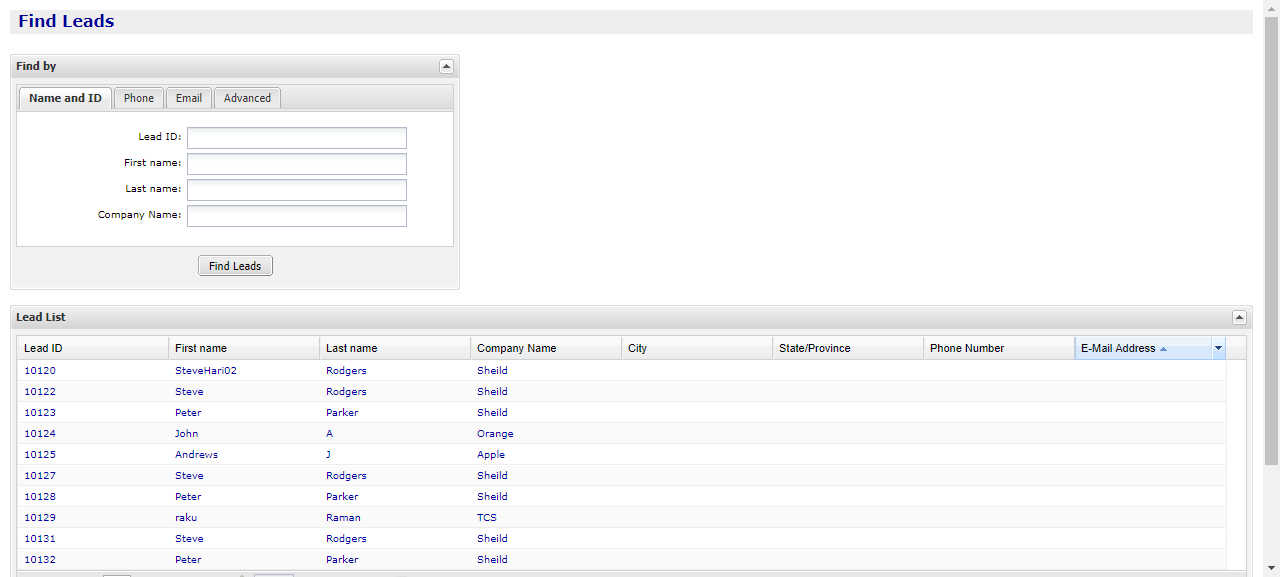 Find Leads
Find by
Name and ID Phone Email Advanced
Lead ID:
First name:
Last name:
Company Name:
Find Leads
Lead List
Lead ID First name Last name Company Name City State/Province Phone Number E-Mail Address
10120 SteveHari02 Rodgers Sheild
10122 Steve Rodgers Sheild
10123 Peter Parker Sheild
10124 John A Orange
10125 Andrews J Apple
10127 Steve Rodgers Sheild
10128 Peter Parker Sheild
10129 raku Raman TCS
10131 Steve Rodgers Sheild
10132 Peter Parker Sheild